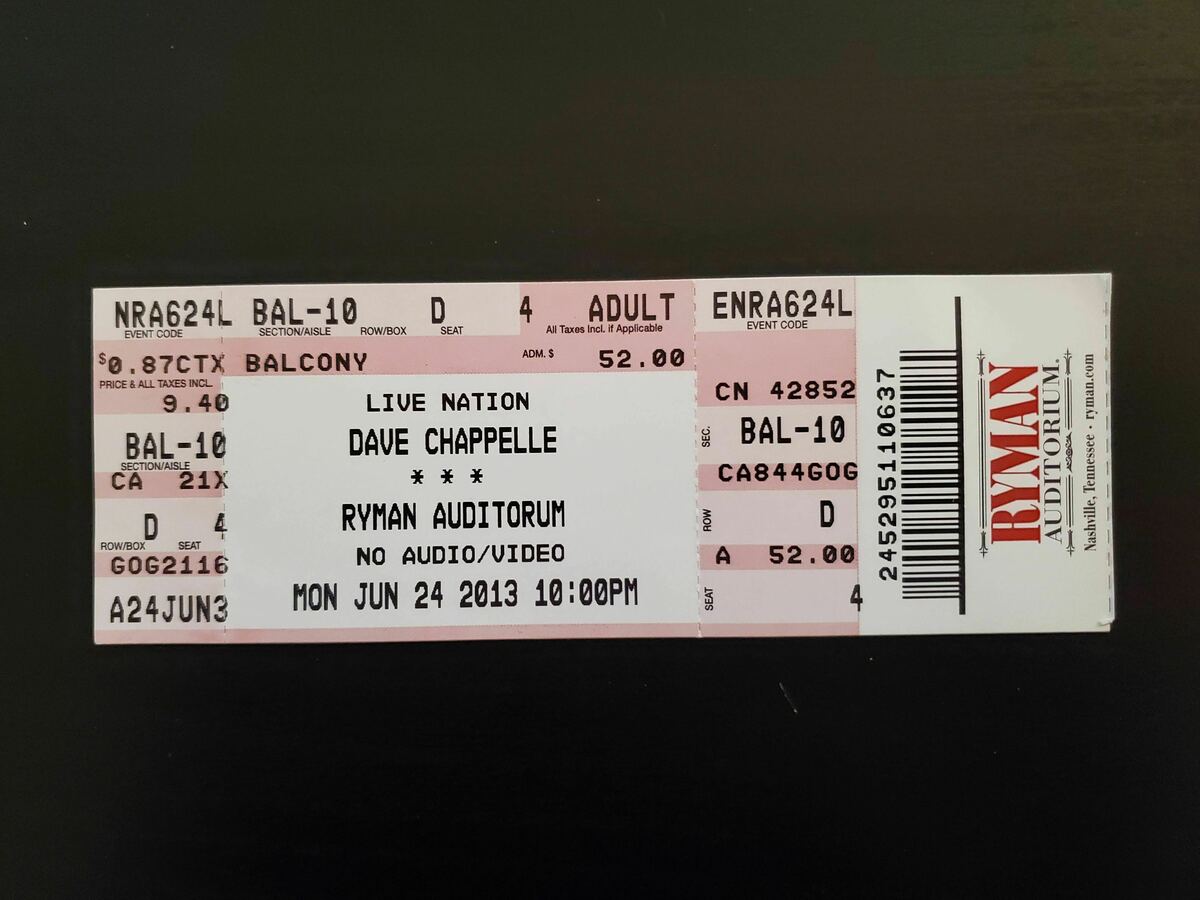 NRA624L
EVENT CODE
$0.87CTX
PRICE & ALL TAXES INCL.
9.40
BAL-10
SECTION/AISLE
CA 21X
D 4
ROW/BOX SEAT
GOG2116
A24JUN3
BAL-10 D 4 ADULT
SECTION/AISLE ROW/BOX SEAT All Taxes Incl. if Applicable
BALCONY ADM. $ 52.00
LIVE NATION
DAVE CHAPPELLE
* * *
RYMAN AUDITORUM
NO AUDIO/VIDEO
MON JUN 24 2013 10:00PM
ENRA624L
EVENT CODE
CN 42852
SEC. BAL-10
CA844GOG
ROW D
A 52.00
SEAT 4
245295110637
RYMAN
AUDITORIUM.
Nashville, Tennessee • ryman.com